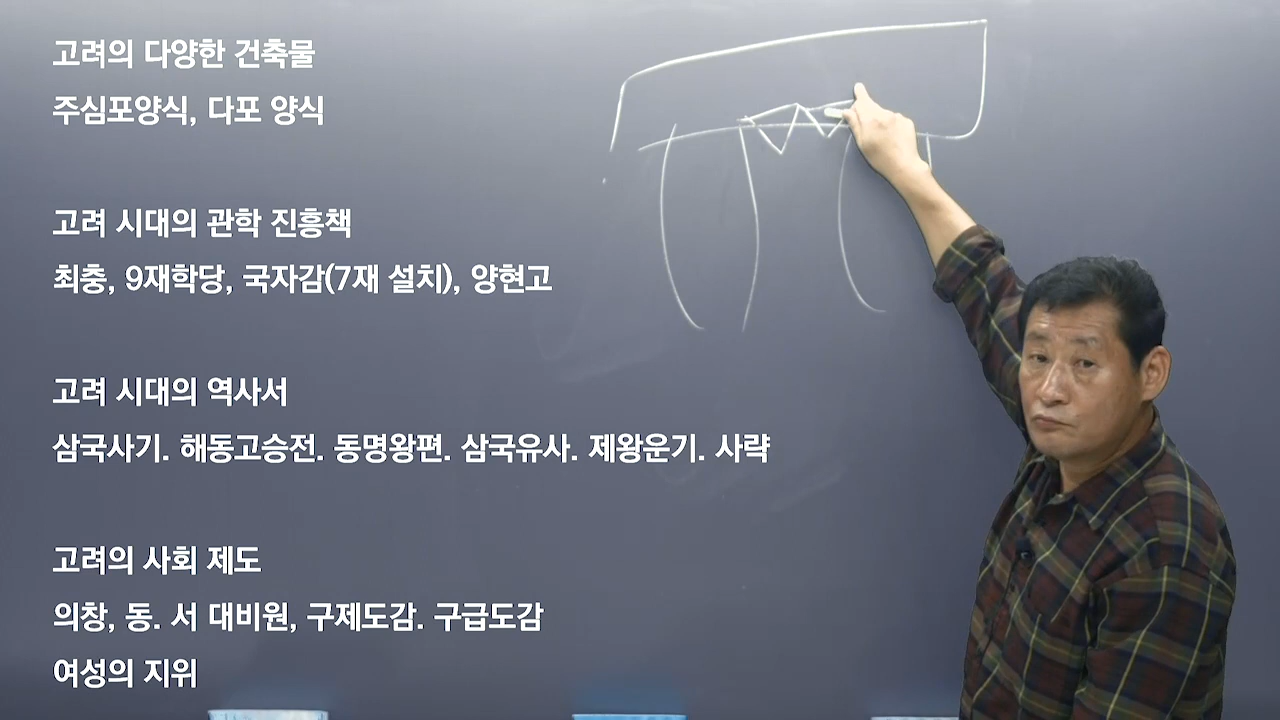 고려의 다양한 건축물
주심포양식, 다포 양식
고려 시대의 관학 진흥책
최충, 9재학당, 국자감(7재 설치), 양현고
고려 시대의 역사서
삼국사기. 해동고승전. 동명왕편. 삼국유사. 제왕운기. 사략
고려의 사회 제도
의창, 동. 서 대비원, 구제도감. 구급도감
여성의 지위